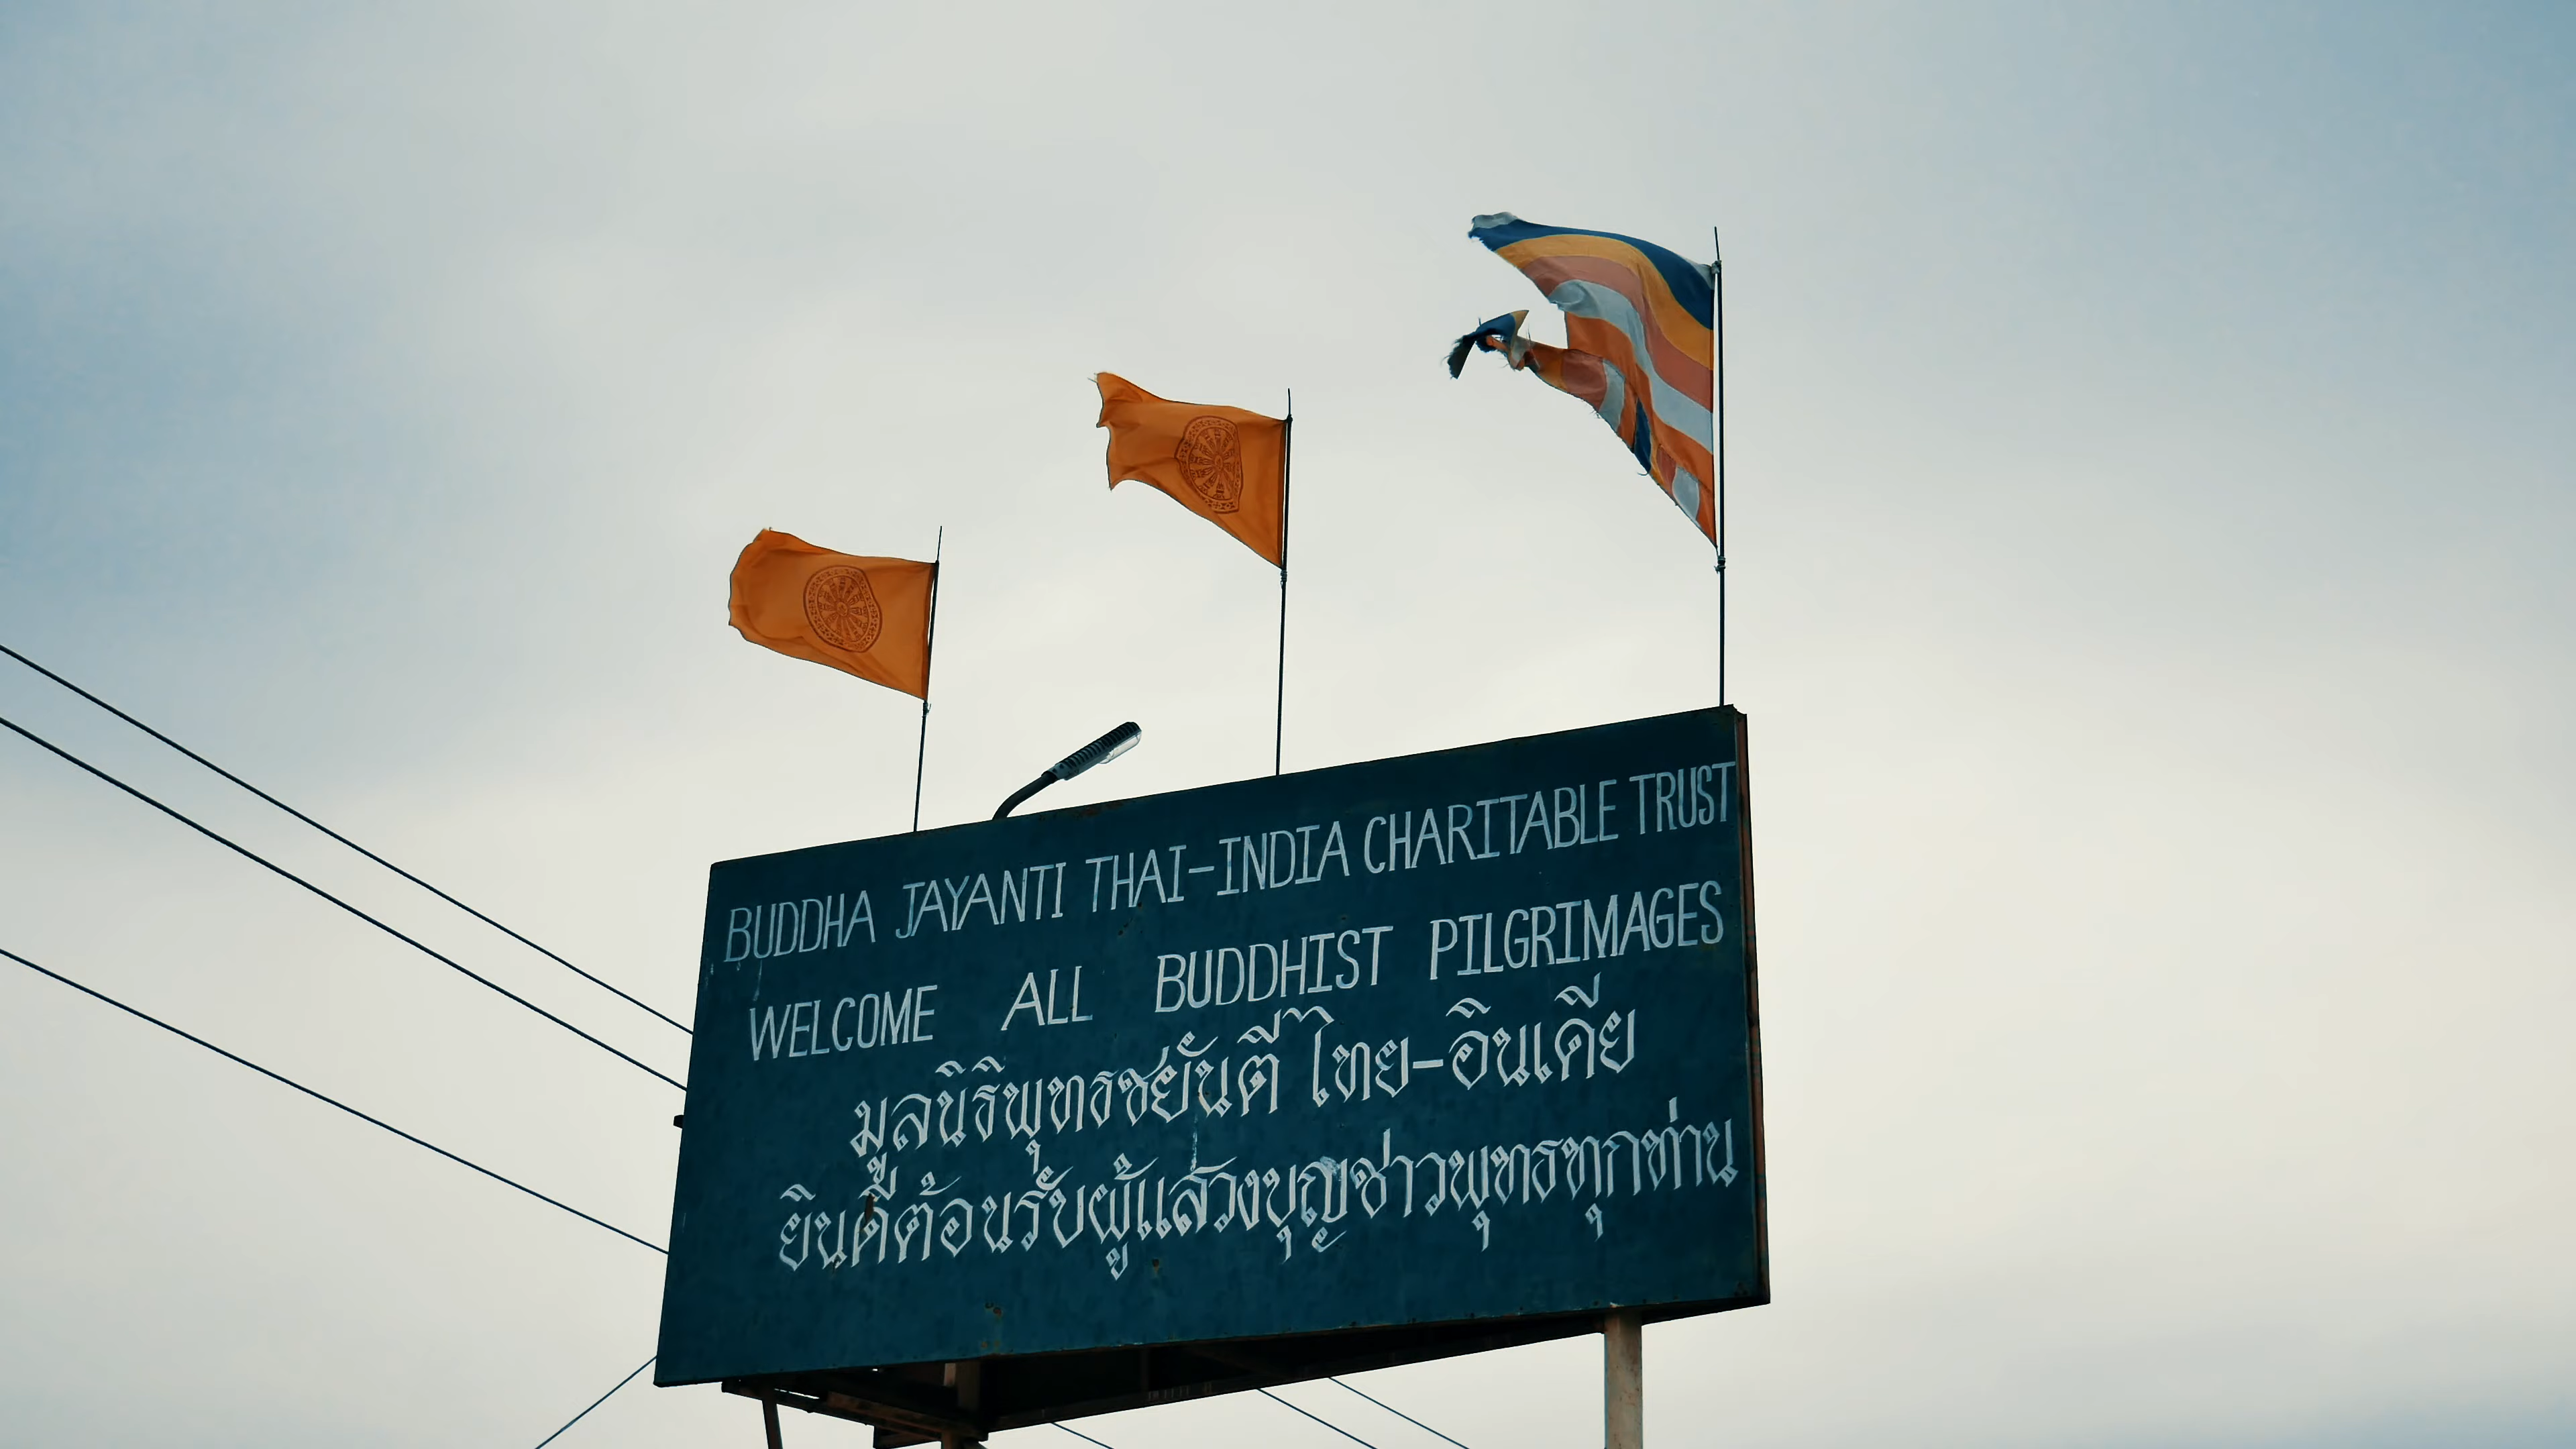 BUDDHA JAYANTI THAI-INDIA CHARITABLE TRUST
WELCOME ALL BUDDHIST PILGRIMAGES
มูลนิธิพุทธชยันตี ไทย-อินเดีย
ยินดีต้อนรับผู้แสวงบุญชาวพุทธทุกท่าน